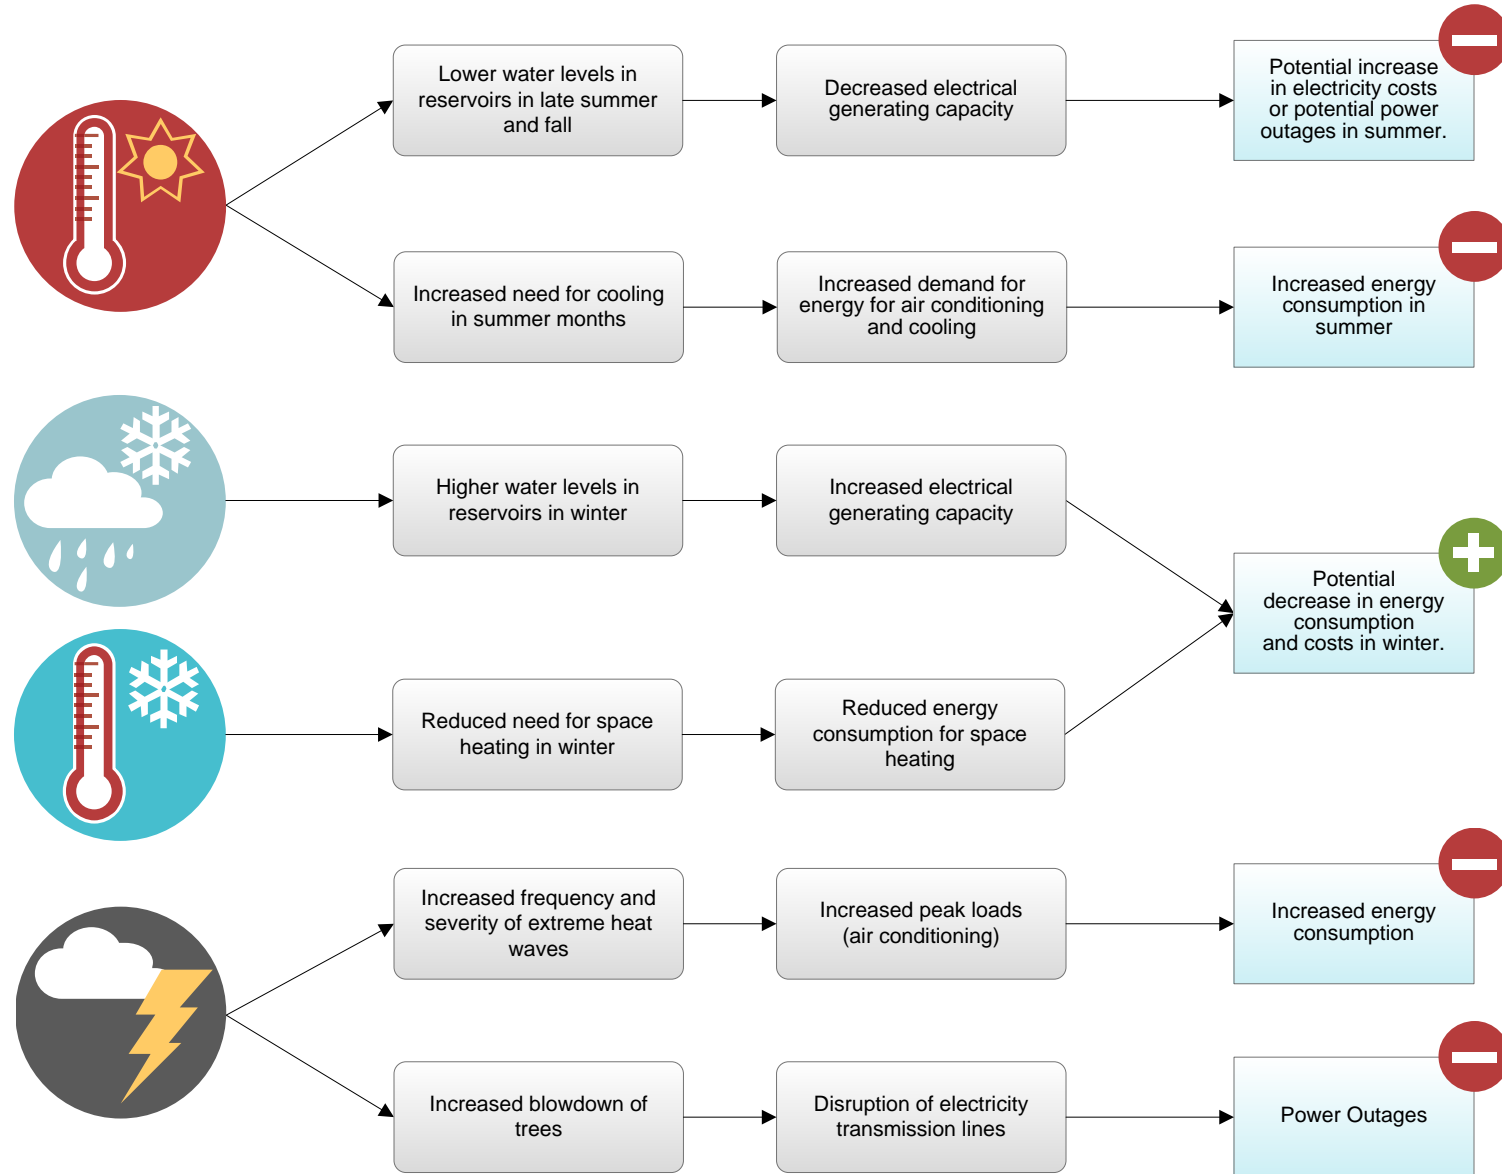 Lower water levels in
reservoirs in late summer
and fall
Decreased electrical
generating capacity
Potential increase
in electricity costs
or potential power
outages in summer.
Increased need for cooling
in summer months
Increased demand for
energy for air conditioning
and cooling
Increased energy
consumption in
summer
Higher water levels in
reservoirs in winter
Increased electrical
generating capacity
Potential
decrease in energy
consumption
and costs in winter.
Reduced need for space
heating in winter
Reduced energy
consumption for space
heating
Increased frequency and
severity of extreme heat
waves
Increased peak loads
(air conditioning)
Increased energy
consumption
Increased blowdown of
trees
Disruption of electricity
transmission lines
Power Outages